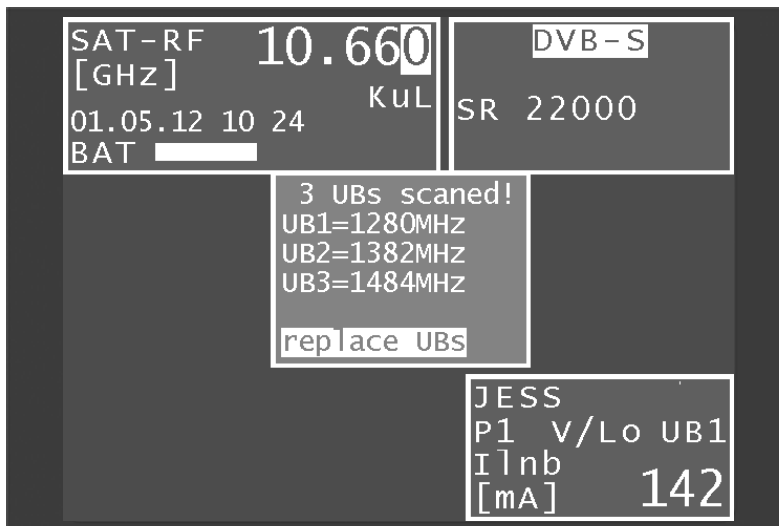 SAT-RF 10.660
[GHz]
KuL
01.05.12 10 24
BAT
DVB-S
SR 22000
3 UBs scaned!
UB1=1280MHz
UB2=1382MHz
UB3=1484MHz
replace UBs
JESS
P1 V/Lo UB1
Ilnb
[mA] 142